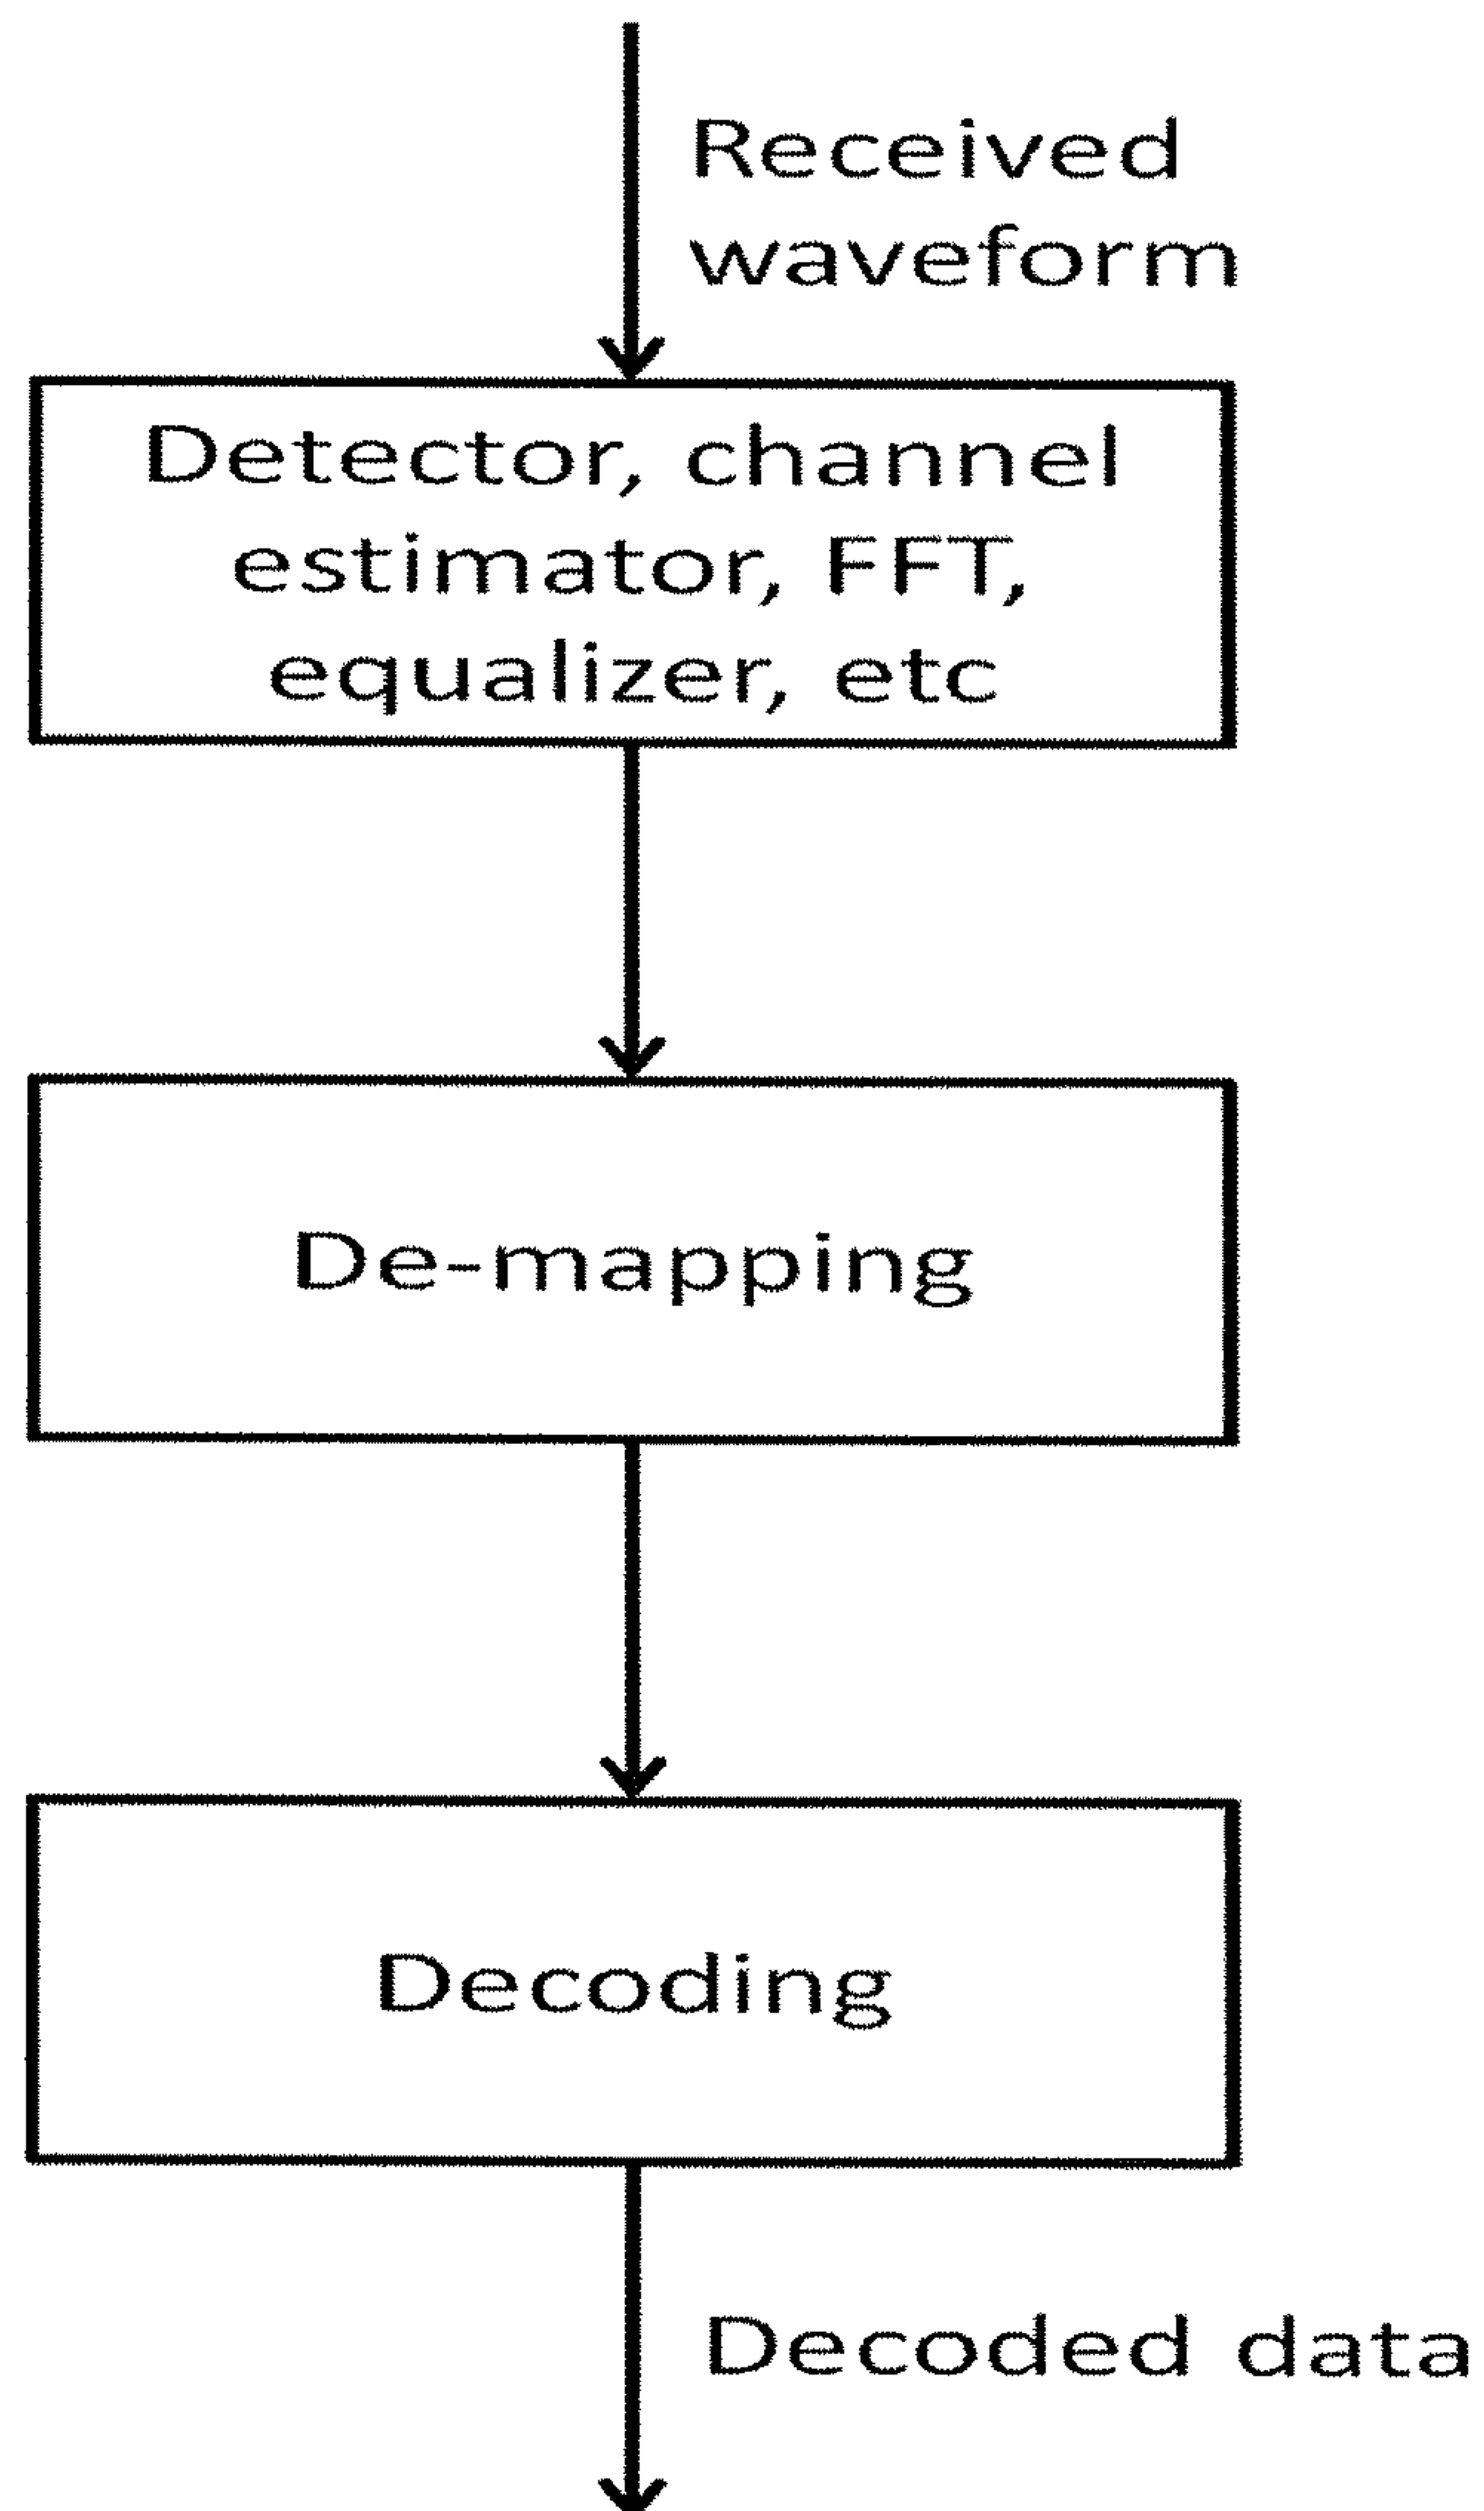 Received
waveform
Detector, channel
estimator, FFT,
equalizer, etc
De-mapping
Decoding
Decoded data